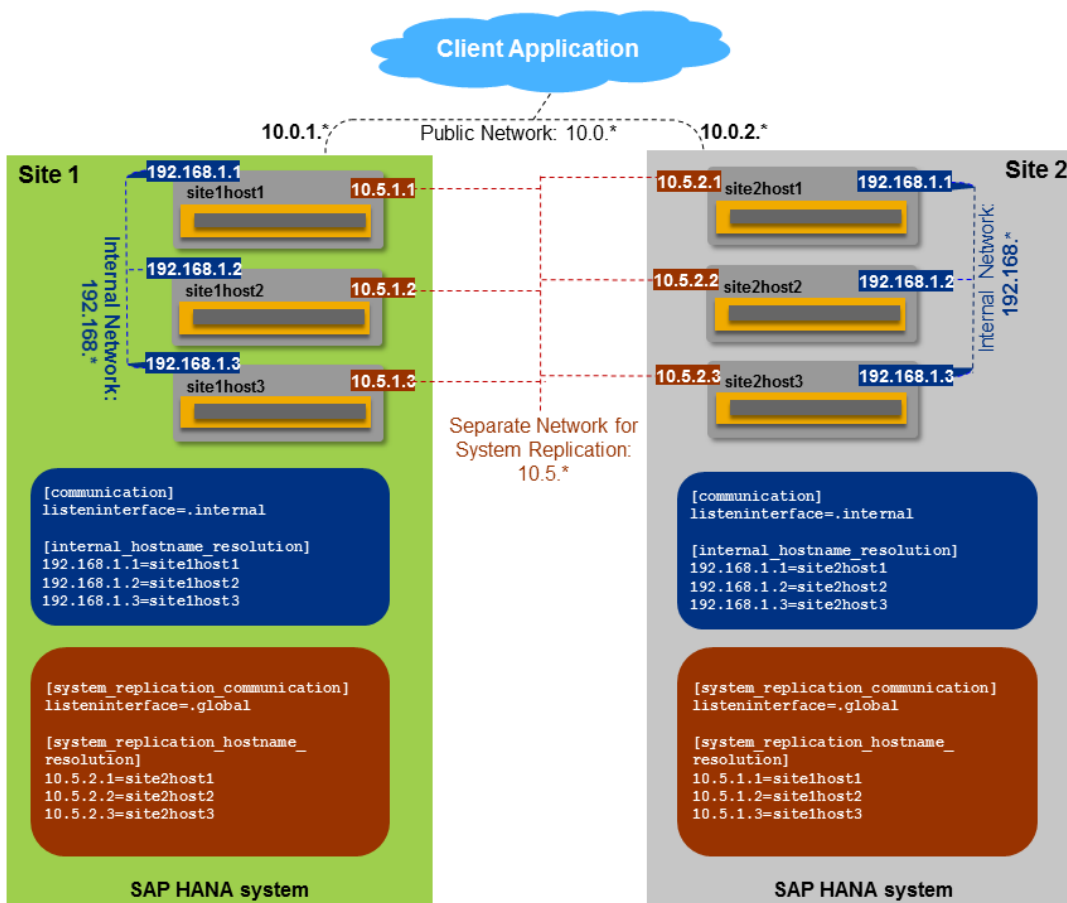 Client Application
10.0.1.*
Public Network: 10.0.*
10.0.2.*
Site 1
192.168.1.1
site1host1
10.5.1.1
192.168.1.2
site1host2
10.5.1.2
192.168.1.3
site1host3
10.5.1.3
Internal Network:
192.168.*
Separate Network for
System Replication:
10.5.*
Site 2
10.5.2.1
site2host1
192.168.1.1
10.5.2.2
site2host2
192.168.1.2
10.5.2.3
site2host3
192.168.1.3
Internal Network:
192.168.*
[communication]
listeninterface=.internal
[internal_hostname_resolution]
192.168.1.1=site1host1
192.168.1.2=site1host2
192.168.1.3=site1host3
[system_replication_communication]
listeninterface=.global
[system_replication_hostname_
resolution]
10.5.2.1=site2host1
10.5.2.2=site2host2
10.5.2.3=site2host3
SAP HANA system
[communication]
listeninterface=.internal
[internal_hostname_resolution]
192.168.1.1=site2host1
192.168.1.2=site2host2
192.168.1.3=site2host3
[system_replication_communication]
listeninterface=.global
[system_replication_hostname_
resolution]
10.5.1.1=site1host1
10.5.1.2=site1host2
10.5.1.3=site1host3
SAP HANA system